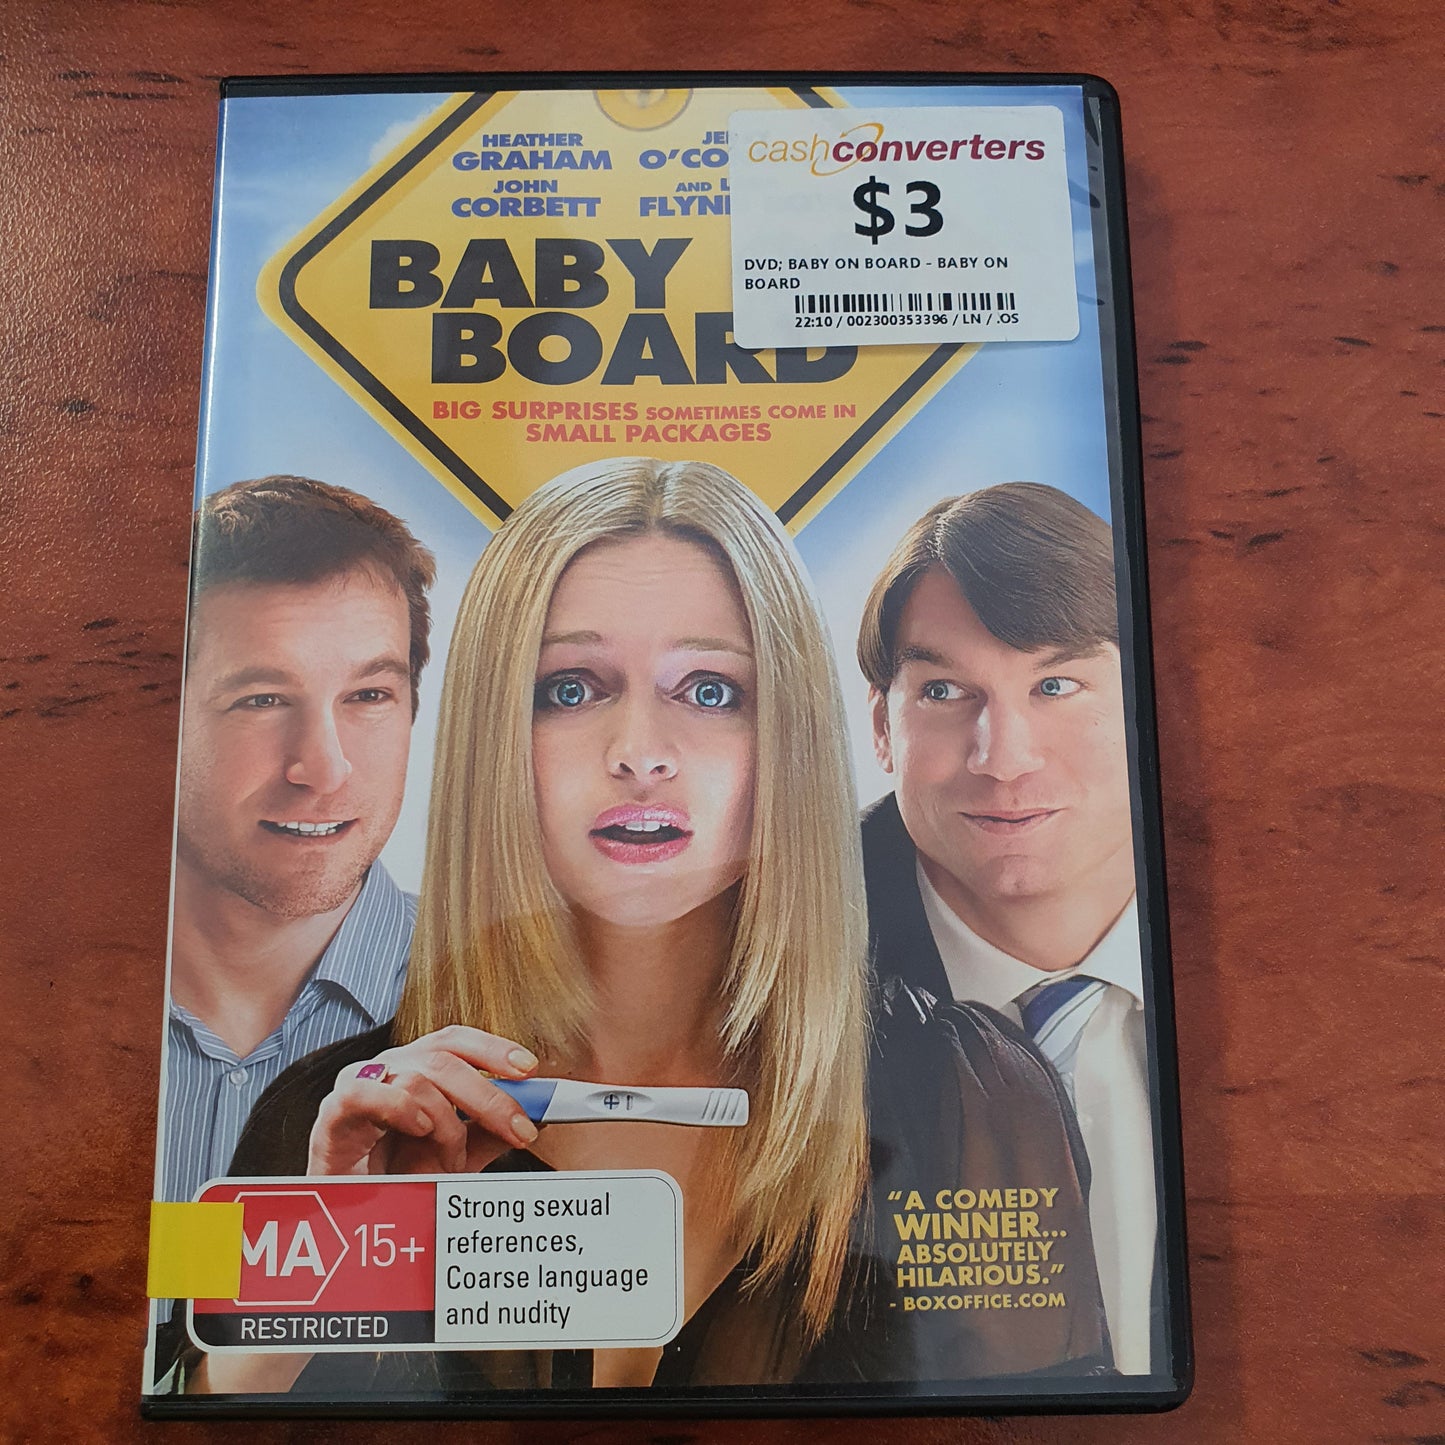 HEATHER
GRAHAM
JOHN
CORBETT
AND
BABY
BOARD
BIG SURPRISES SOMETIMES COME IN
SMALL PACKAGES
cashconverters
$3
DVD; BABY ON BOARD - BABY ON
BOARD
22:10 / 002300353396 / LN / .OS
MA 15+
RESTRICTED
Strong sexual
references,
Coarse language
and nudity
"A COMEDY
WINNER...
ABSOLUTELY
HILARIOUS."
- BOXOFFICE.COM